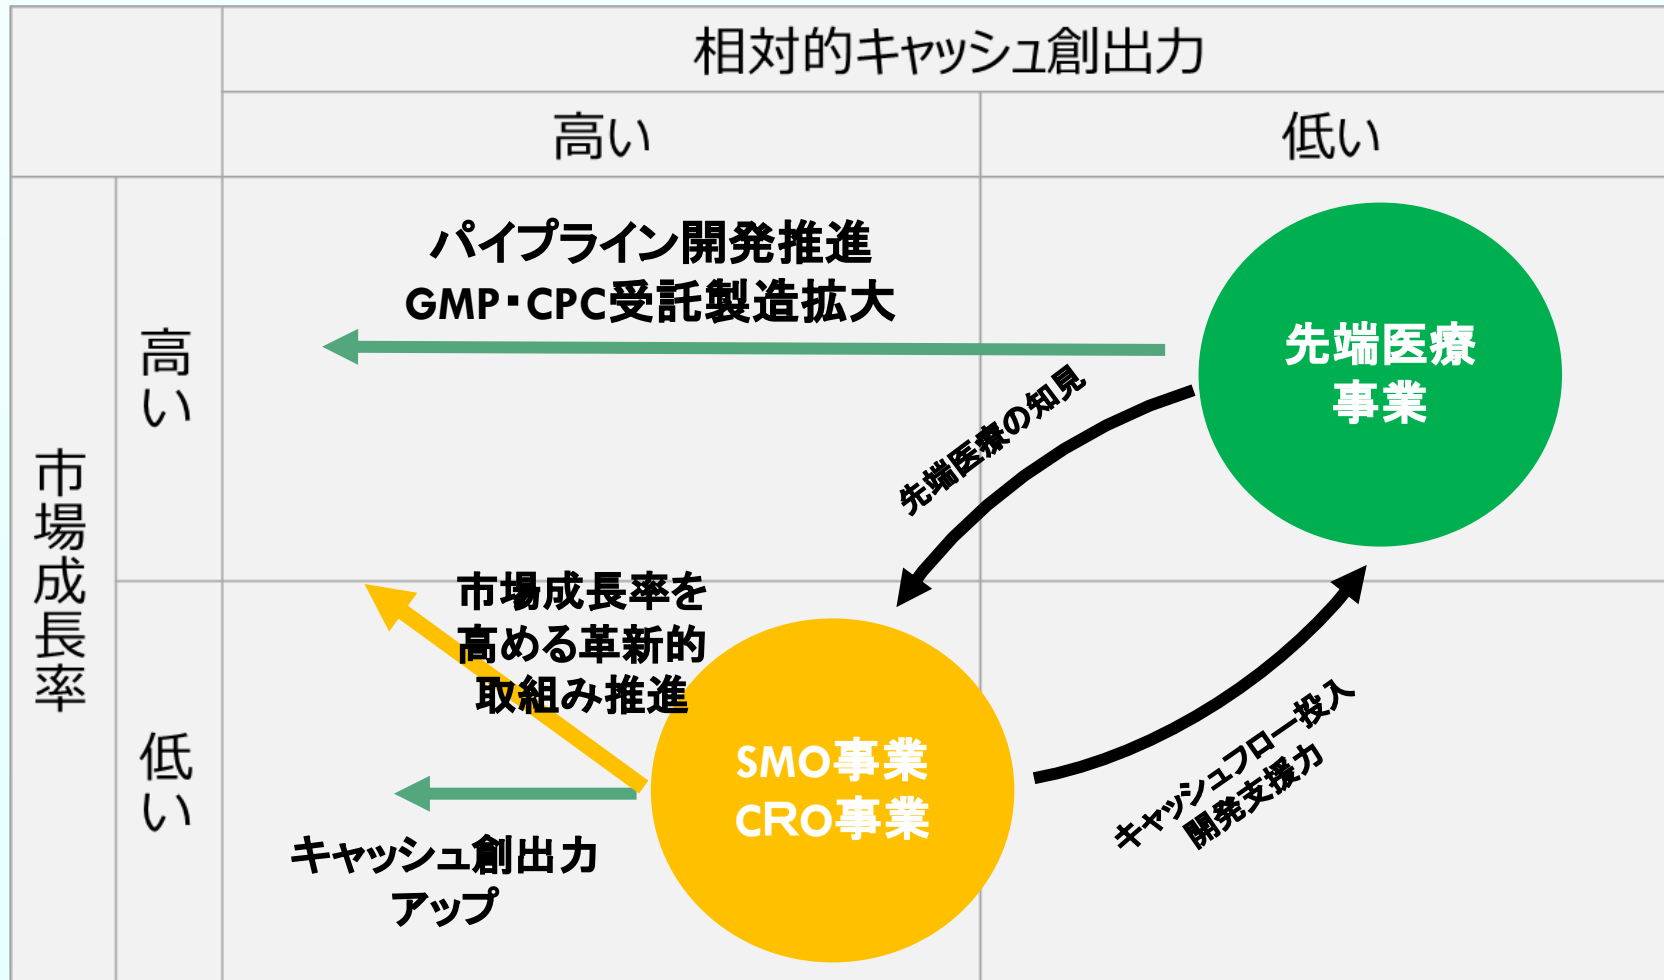 相対的キャッシュ創出力
高い
低い
市場成長率
高い
低い
パイプライン開発推進
GMP・CPC受託製造拡大
先端医療
事業
先端医療の知見
市場成長率を
高める革新的
取組み推進
SMO事業
CRO事業
キャッシュ創出力
アップ
キャッシュフロー投入
開発支援力